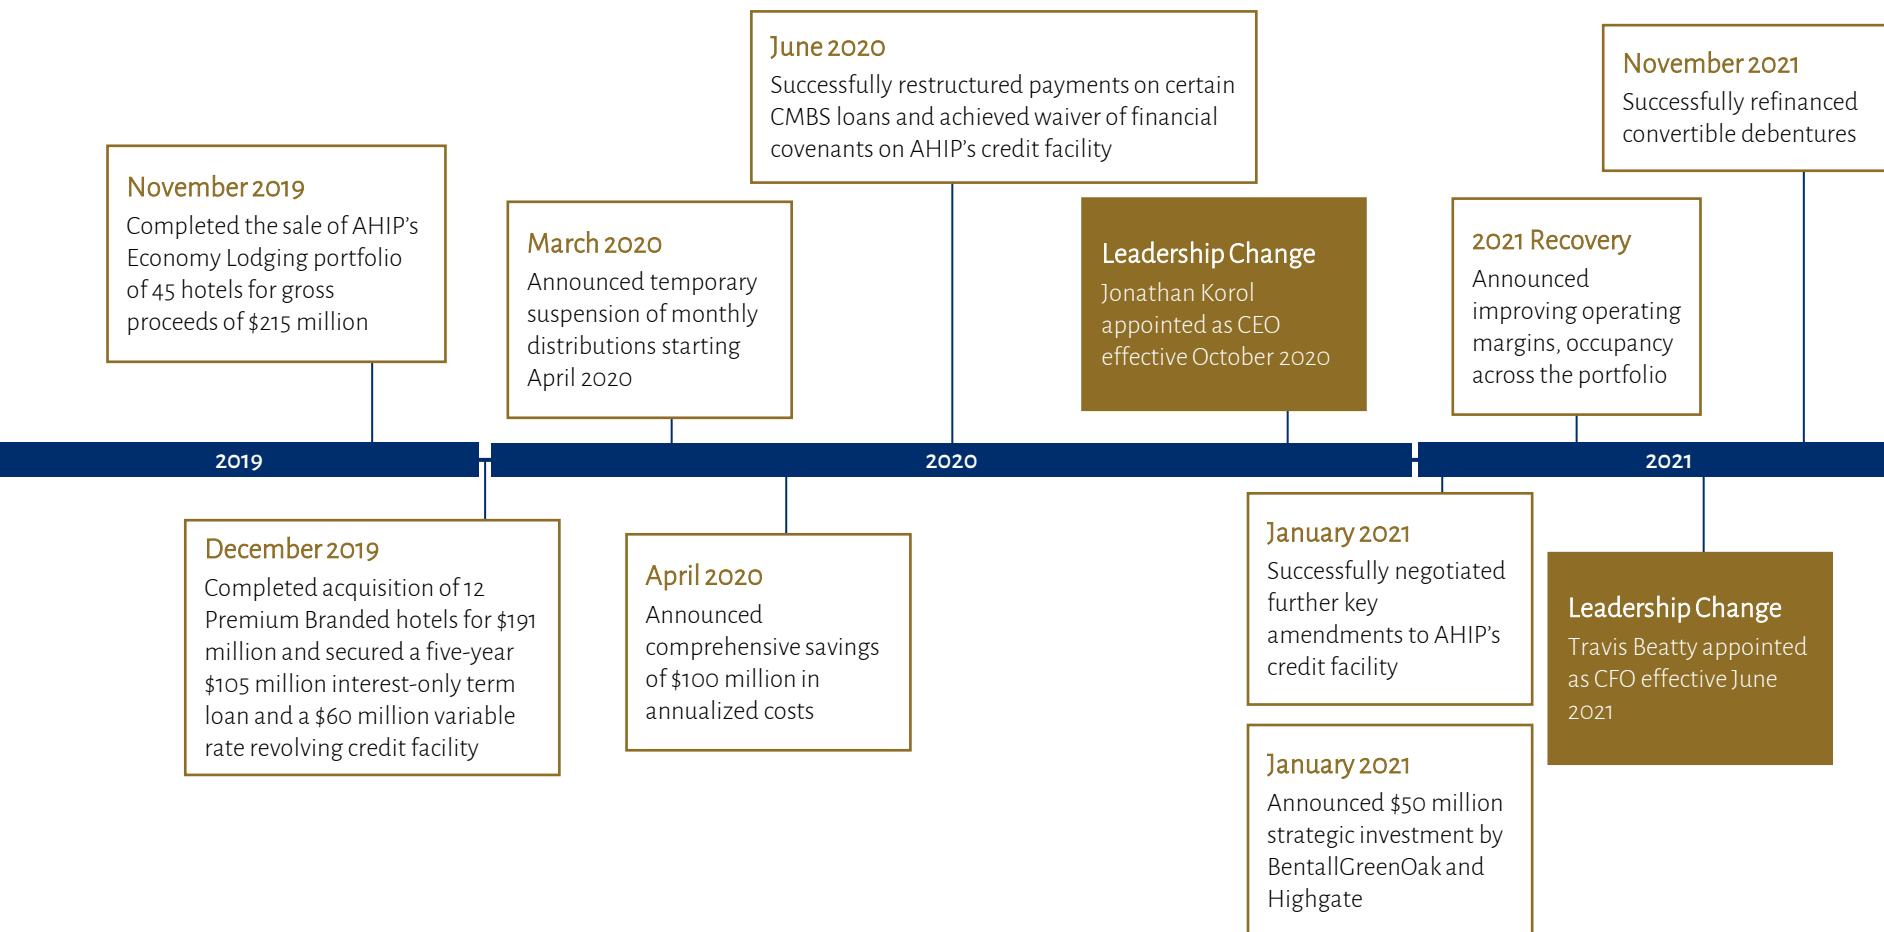 June 2020
Successfully restructured payments on certain
CMBS loans and achieved waiver of financial
covenants on AHIP’s credit facility
November 2021
Successfully refinanced
convertible debentures
November 2019
Completed the sale of AHIP’s
Economy Lodging portfolio
of 45 hotels for gross
proceeds of $215 million
March 2020
Announced temporary
suspension of monthly
distributions starting
April 2020
Leadership Change
Jonathan Korol
appointed as CEO
effective October 2020
2021 Recovery
Announced
improving operating
margins, occupancy
across the portfolio
2019
2020
2021
December 2019
Completed acquisition of 12
Premium Branded hotels for $191
million and secured a five-year
$105 million interest-only term
loan and a $60 million variable
rate revolving credit facility
April 2020
Announced
comprehensive savings
of $100 million in
annualized costs
January 2021
Successfully negotiated
further key
amendments to AHIP’s
credit facility
Leadership Change
Travis Beatty appointed
as CFO effective June
2021
January 2021
Announced $50 million
strategic investment by
BentallGreenOak and
Highgate